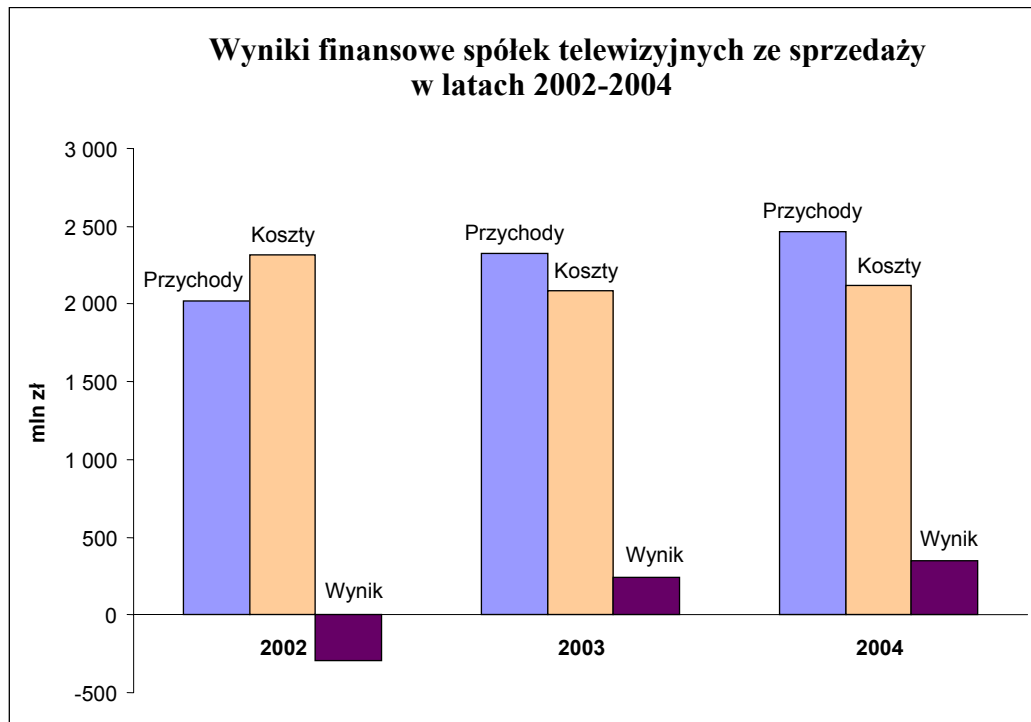 Wyniki finansowe spółek telewizyjnych ze sprzedaży
w latach 2002-2004
3 000
2 500
2 000
1 500
1 000
500
0
-500
mln zł
Przychody
Koszty
Wynik
2002
Przychody
Koszty
Wynik
2003
Przychody
Koszty
Wynik
2004